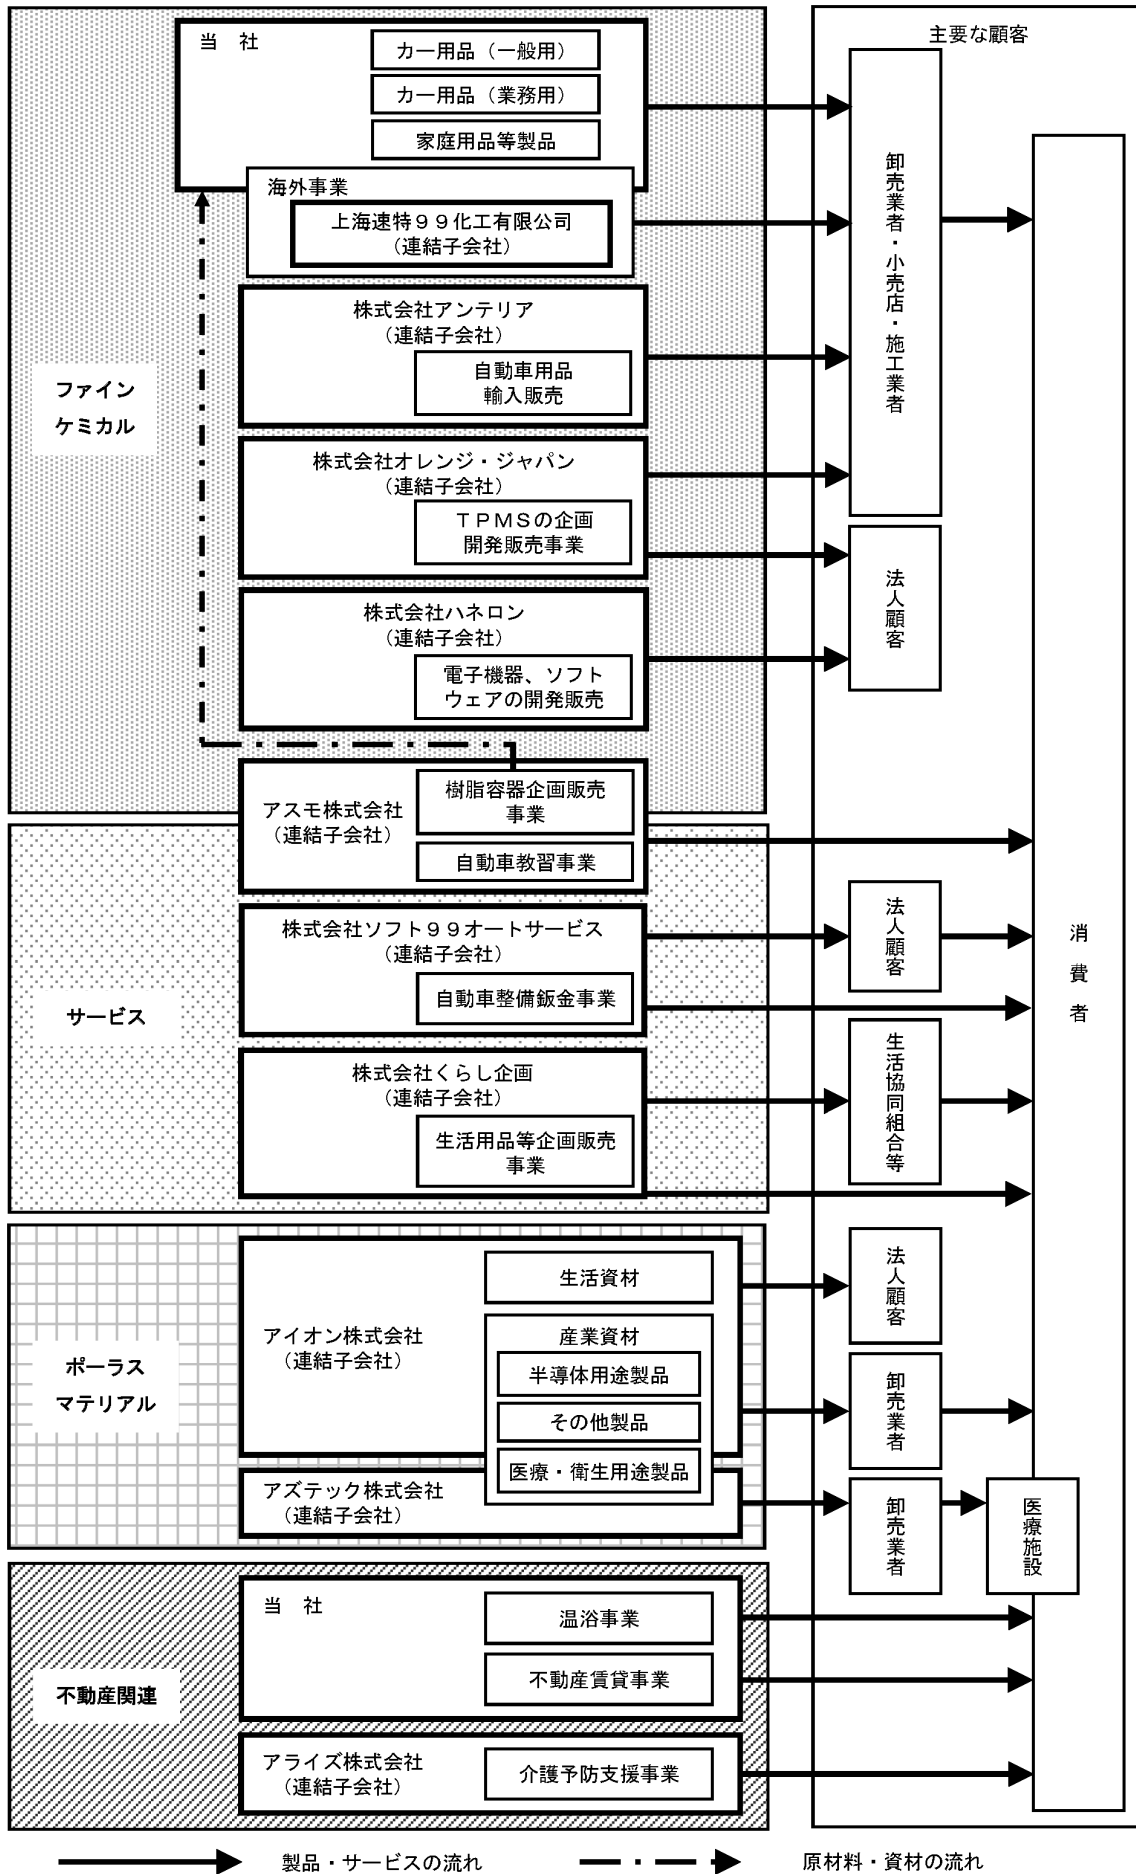 主要な顧客
当 社
カー用品(一般用)
カー用品(業務用)
家庭用品等製品
海外事業
上海速特99化工有限公司
(連結子会社)
株式会社アンテリア
(連結子会社)
自動車用品
輸入販売
ファイン
ケミカル
株式会社オレンジ・ジャパン
(連結子会社)
TPMSの企画
開発販売事業
株式会社ハネロン
(連結子会社)
電子機器、ソフト
ウェアの開発販売
卸売業者・小売店・施工業者
法人顧客
アスモ株式会社
(連結子会社)
樹脂容器企画販売
事業
自動車教習事業
サービス
株式会社ソフト99オートサービス
(連結子会社)
自動車整備鈑金事業
株式会社くらし企画
(連結子会社)
生活用品等企画販売
事業
法人顧客
生活協同組合等
消費者
ポーラス
マテリアル
アイオン株式会社
(連結子会社)
生活資材
産業資材
半導体用途製品
その他製品
医療・衛生用途製品
アズテック株式会社
(連結子会社)
法人顧客
卸売業者
卸売業者
医療施設
不動産関連
当 社
温浴事業
不動産賃貸事業
アライズ株式会社
(連結子会社)
介護予防支援事業
製品・サービスの流れ
原材料・資材の流れ